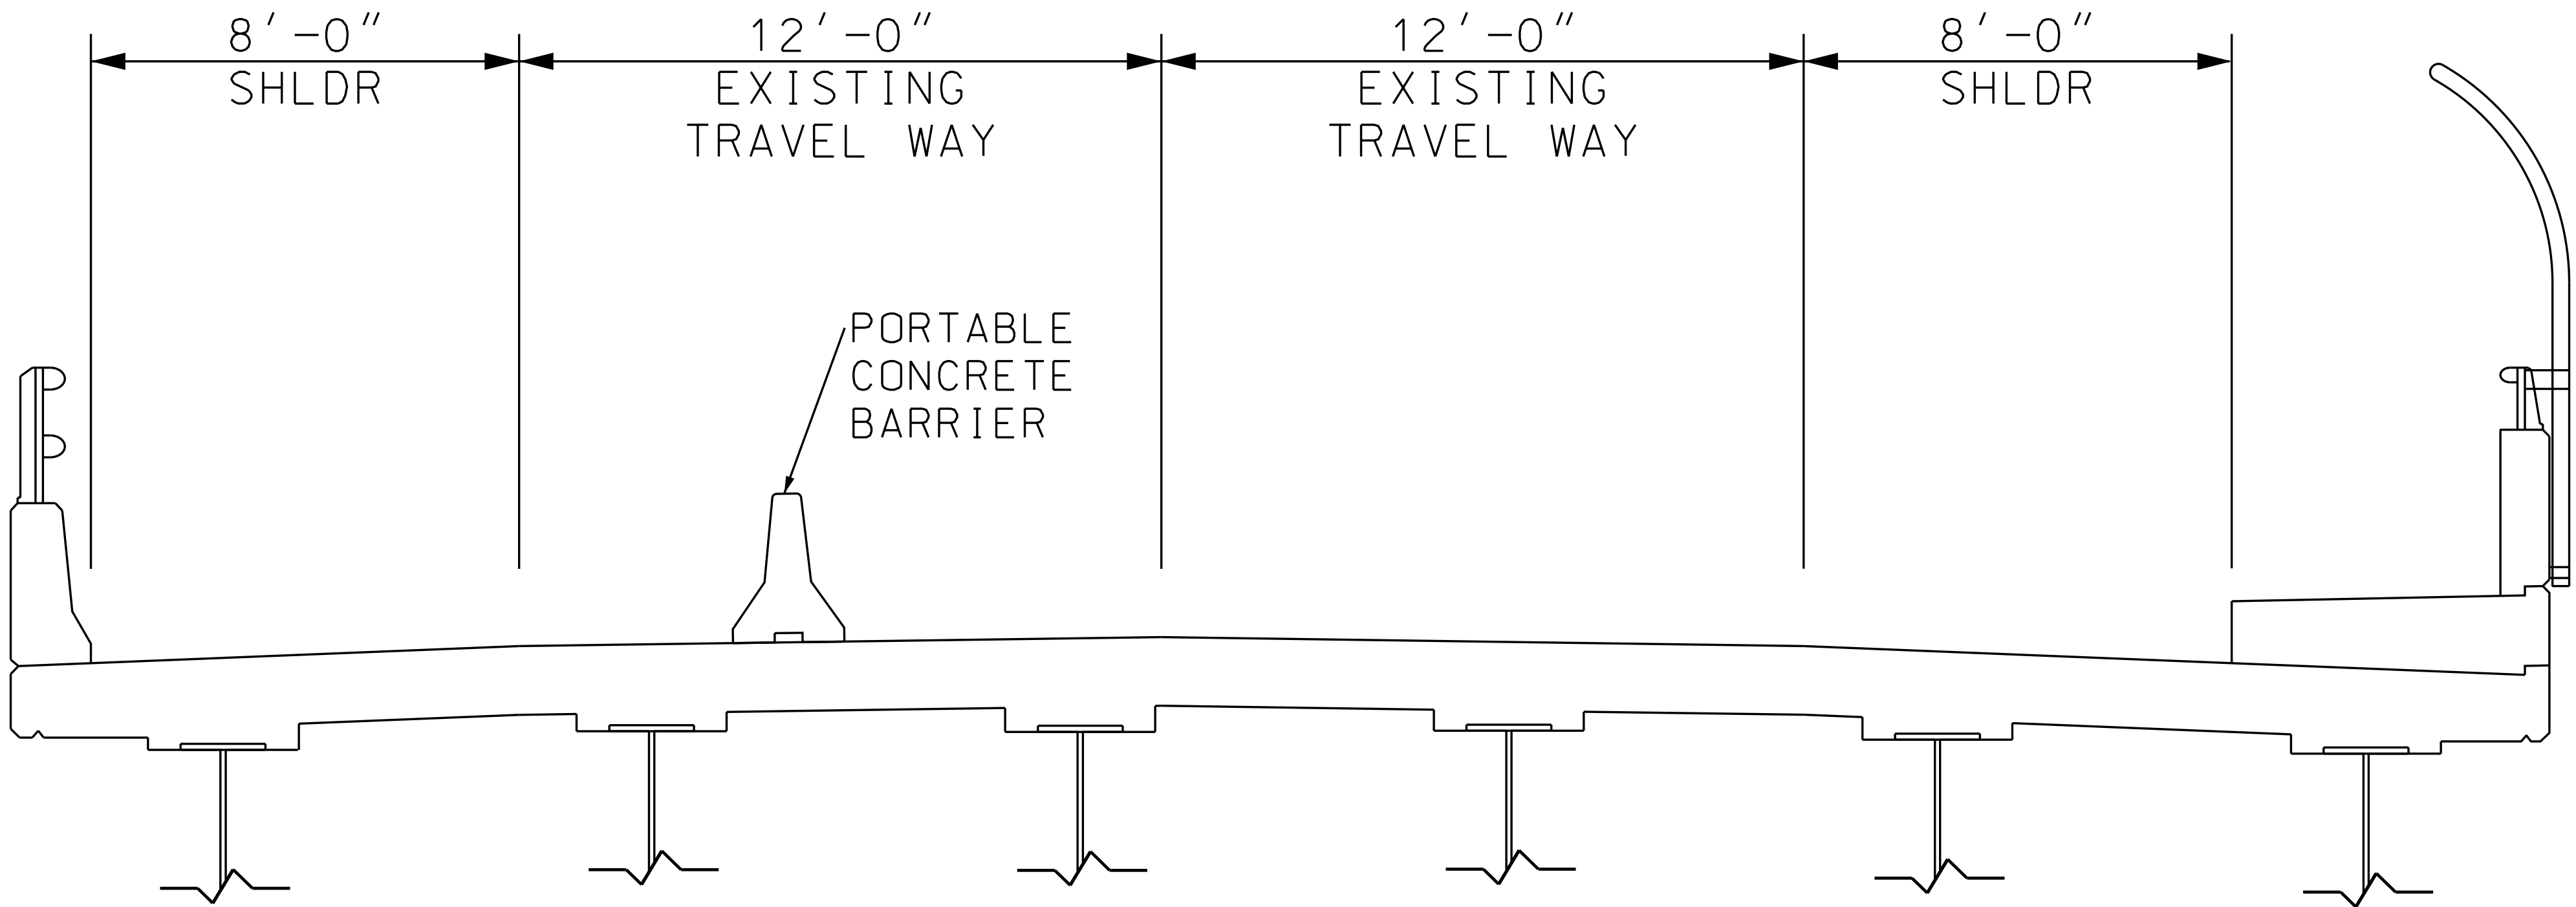 8'-0"
SHLDR
12'-0"
EXISTING
TRAVEL WAY
12'-0"
EXISTING
TRAVEL WAY
8'-0"
SHLDR
PORTABLE
CONCRETE
BARRIER